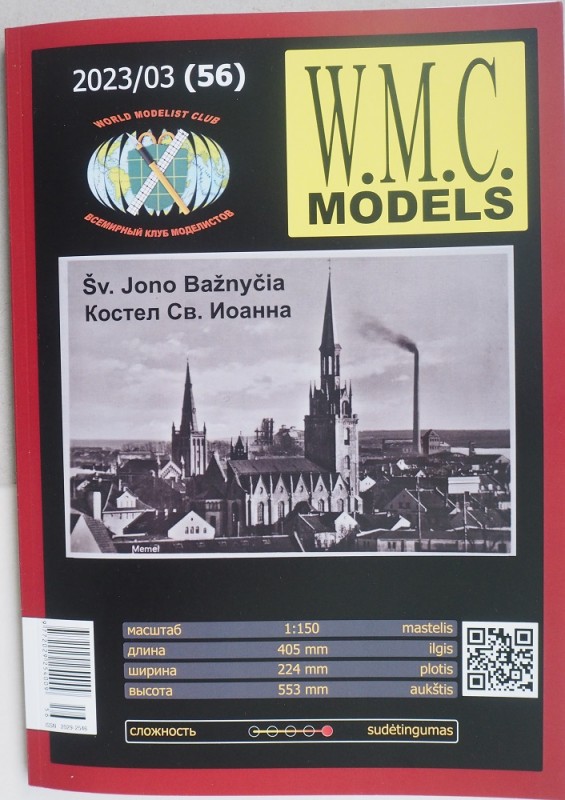 2023/03 (56)
W.M.C.
MODELS
WORLD MODELIST CLUB
ВСЕМИРНЫЙ КЛУБ МОДЕЛИСТОВ
Šv. Jono Bažnyčia
Костел Св. Иоанна
Memel
масштаб 1:150 mastelis
длина 405 mm ilgis
ширина 224 mm plotis
высота 553 mm aukštis
сложность sudėtingumas